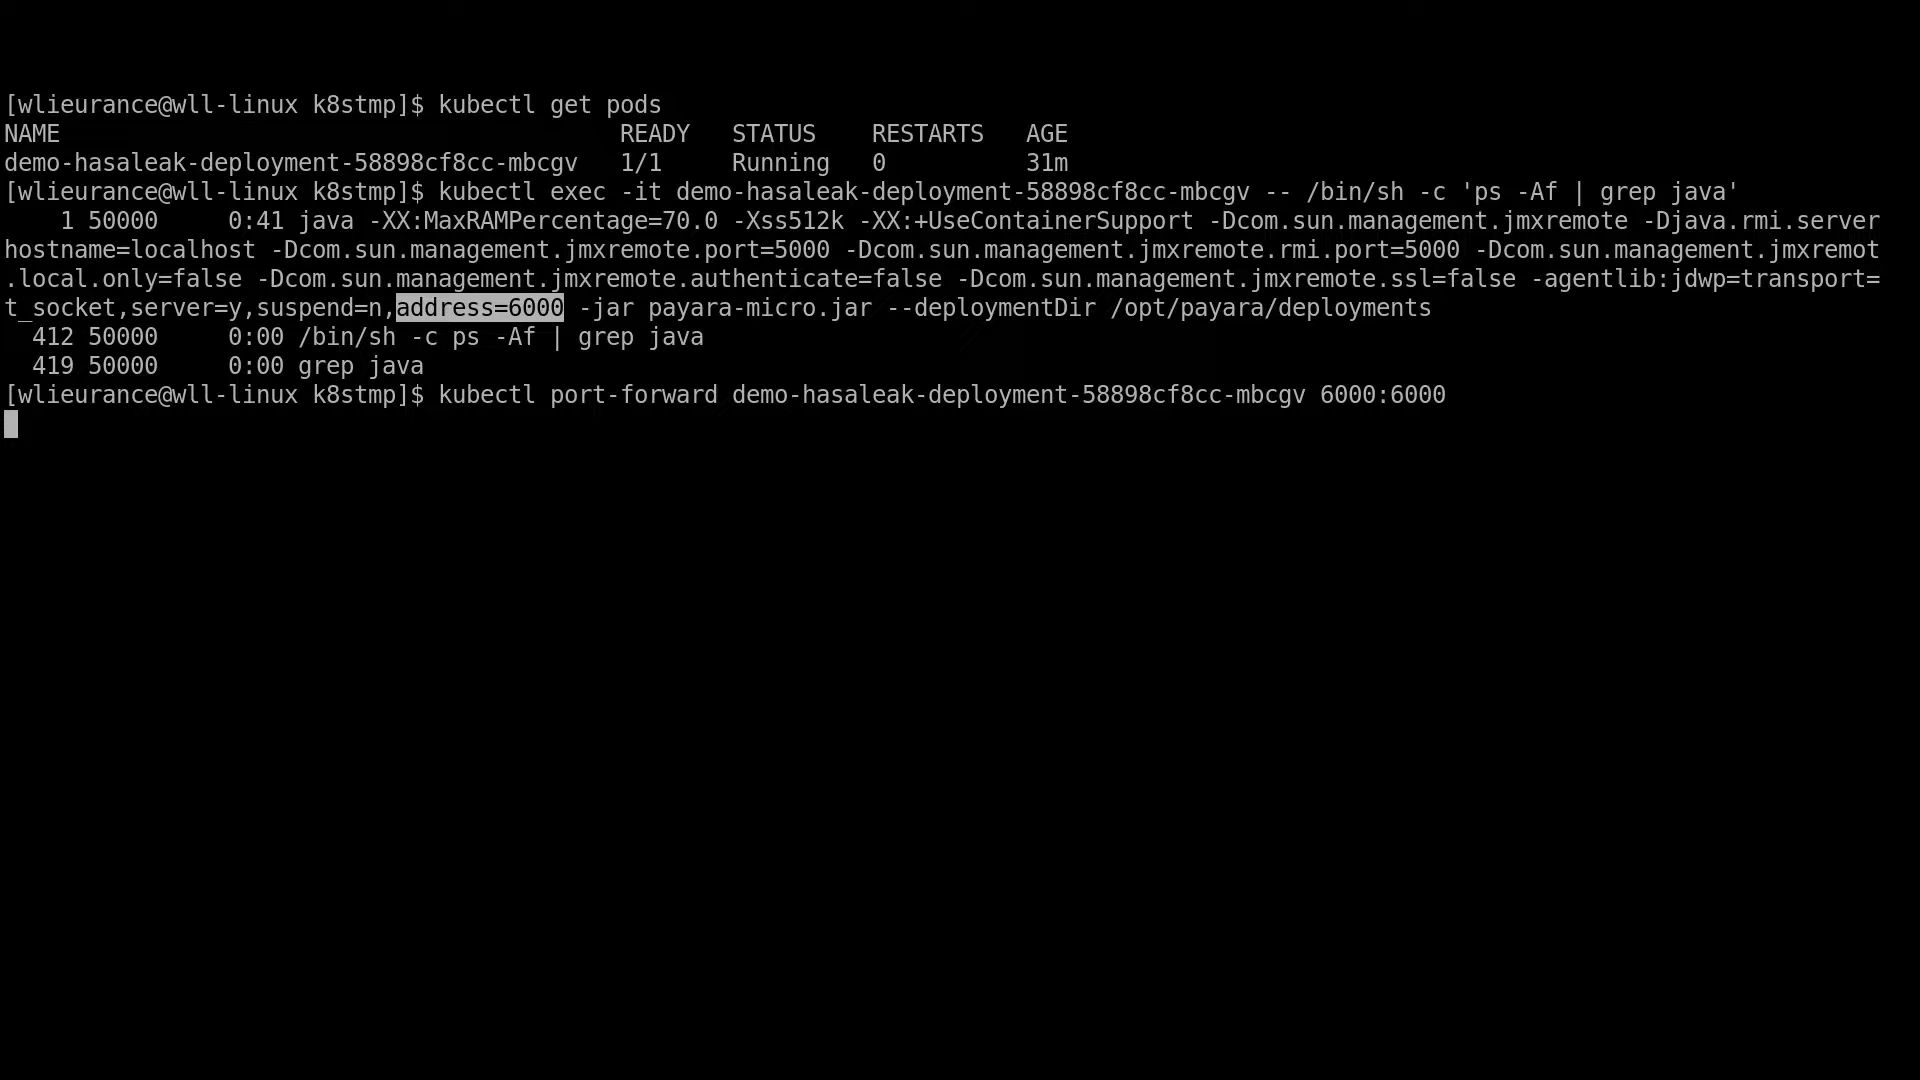 [wlieurance@wll-linux k8stmp]$ kubectl get pods
NAME                                        READY   STATUS    RESTARTS   AGE
demo-hasaleak-deployment-58898cf8cc-mbcgv   1/1     Running   0          31m
[wlieurance@wll-linux k8stmp]$ kubectl exec -it demo-hasaleak-deployment-58898cf8cc-mbcgv -- /bin/sh -c 'ps -Af | grep java'
    1 50000     0:41 java -XX:MaxRAMPercentage=70.0 -Xss512k -XX:+UseContainerSupport -Dcom.sun.management.jmxremote -Djava.rmi.server
hostname=localhost -Dcom.sun.management.jmxremote.port=5000 -Dcom.sun.management.jmxremote.rmi.port=5000 -Dcom.sun.management.jmxremot
.local.only=false -Dcom.sun.management.jmxremote.authenticate=false -Dcom.sun.management.jmxremote.ssl=false -agentlib:jdwp=transport=
t_socket,server=y,suspend=n,address=6000 -jar payara-micro.jar --deploymentDir /opt/payara/deployments
  412 50000     0:00 /bin/sh -c ps -Af | grep java
  419 50000     0:00 grep java
[wlieurance@wll-linux k8stmp]$ kubectl port-forward demo-hasaleak-deployment-58898cf8cc-mbcgv 6000:6000